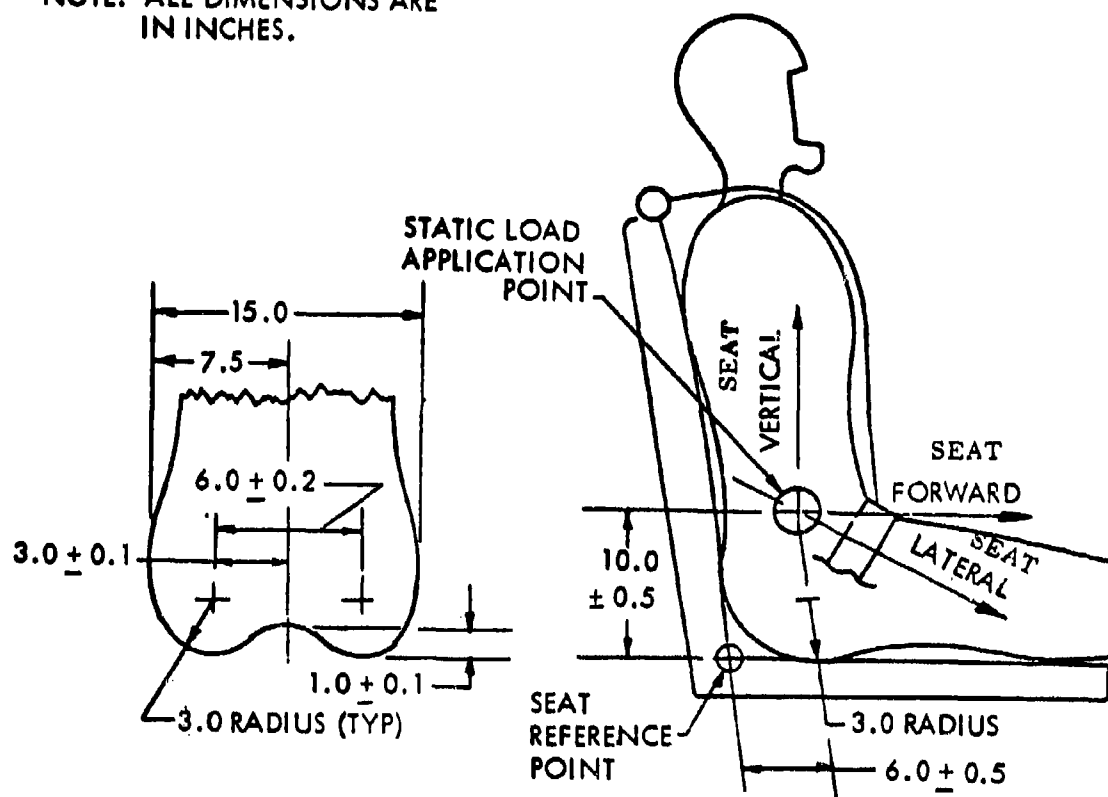 NOTE: ALL DIMENSIONS ARE
IN INCHES.
STATIC LOAD
APPLICATION
POINT
15.0
7.5
6.0 ± 0.2
3.0 ± 0.1
1.0 ± 0.1
3.0 RADIUS (TYP)
SEAT
VERTICAL
SEAT
FORWARD
SEAT
LATERAL
10.0
± 0.5
SEAT
REFERENCE
POINT
3.0 RADIUS
6.0 ± 0.5